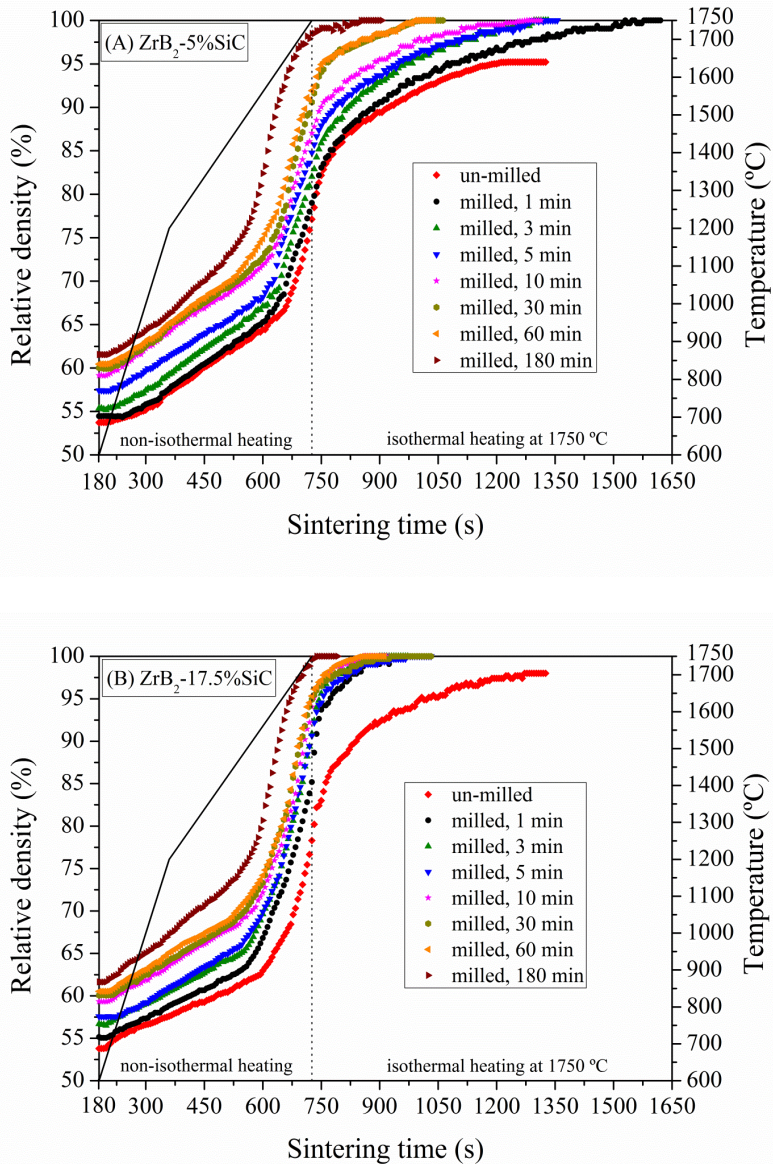 (A) ZrB2-5%SiC
Relative density (%)
100
95
90
85
80
75
70
65
60
55
50
un-milled
milled, 1 min
milled, 3 min
milled, 5 min
milled, 10 min
milled, 30 min
milled, 60 min
milled, 180 min
non-isothermal heating
isothermal heating at 1750 ºC
1750
1700
1600
1500
1400
1300
1200
1100
1000
900
800
700
600
Temperature (ºC)
180 300 450 600 750 900 1050 1200 1350 1500 1650
Sintering time (s)
(B) ZrB2-17.5%SiC
Relative density (%)
100
95
90
85
80
75
70
65
60
55
50
un-milled
milled, 1 min
milled, 3 min
milled, 5 min
milled, 10 min
milled, 30 min
milled, 60 min
milled, 180 min
non-isothermal heating
isothermal heating at 1750 ºC
1750
1700
1600
1500
1400
1300
1200
1100
1000
900
800
700
600
Temperature (ºC)
180 300 450 600 750 900 1050 1200 1350 1500 1650
Sintering time (s)